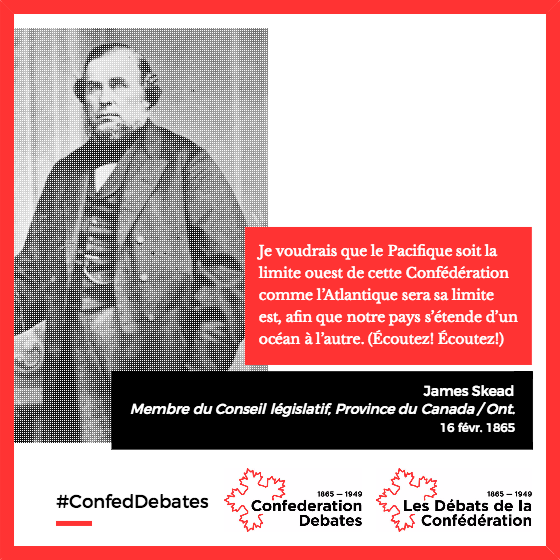 Je voudrais que le Pacifique soit la
limite ouest de cette Confédération
comme l’Atlantique sera sa limite
est, afin que notre pays s’étende d’un
océan à l’autre. (Écoutez! Écoutez!)
James Skead
Membre du Conseil législatif, Province du Canada / Ont.
16 févr. 1865
#ConfedDebates
1865 — 1949
Confederation
Debates
1865 — 1949
Les Débats de la
Confédération